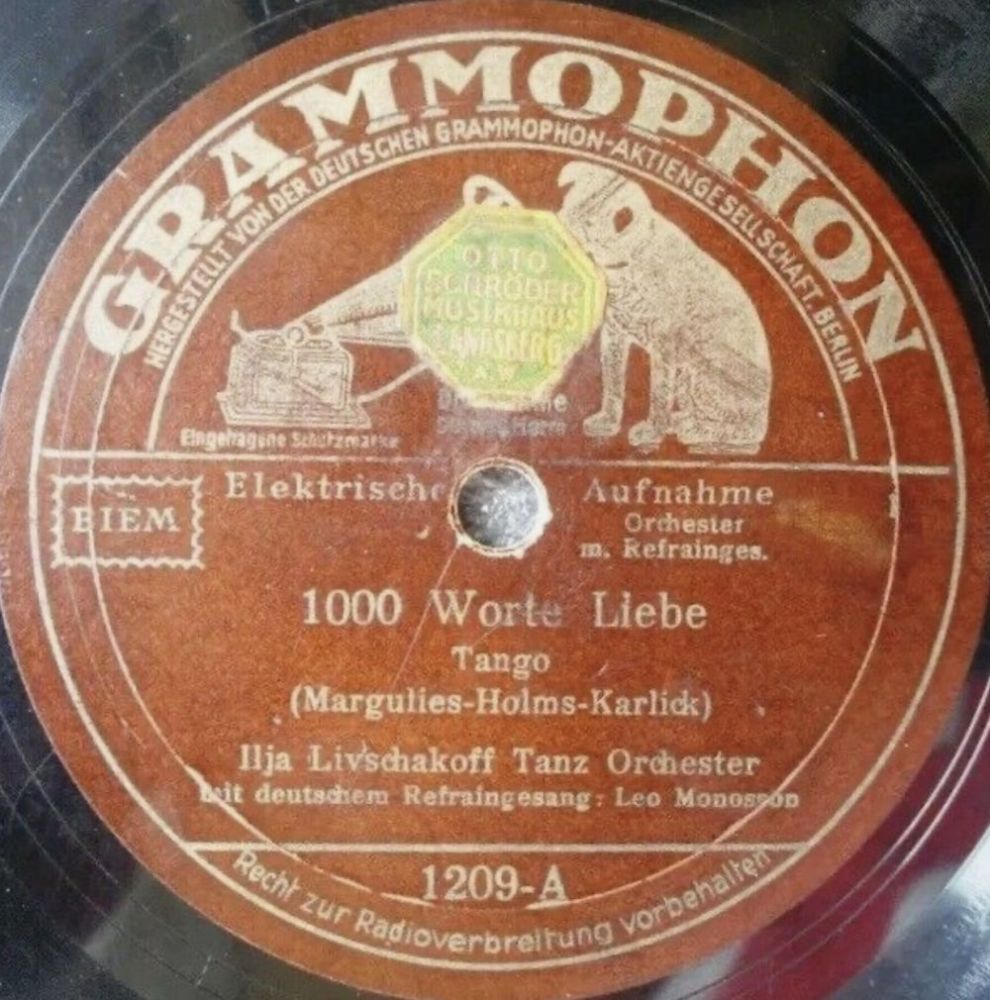 GRAMMOPHON
HERGESTELLT VON DER DEUTSCHEN GRAMMOPHON-AKTIENGESELLSCHAFT, BERLIN
OTTO
SCHRÖDER
MUSIKHAUS
LANDSBERG
Eingetragene Schutzmarke
BIEM
Elektrische Aufnahme
Orchester
m. Refrainges.
1000 Worte Liebe
Tango
(Margulies-Holms-Karlick)
Ilja Livschakoff Tanz Orchester
mit deutschem Refraingesang: Leo Monosson
1209-A
Recht zur Radioverbreitung vorbehalten